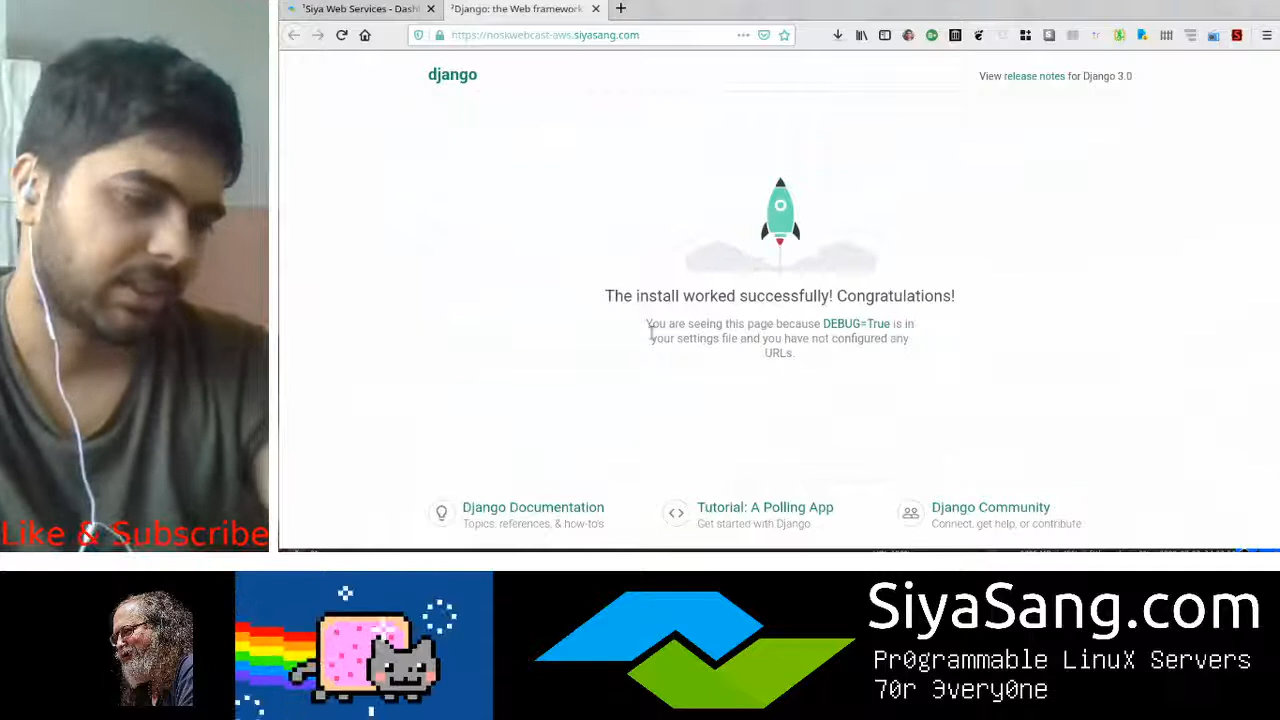 ¹Siya Web Services - Dashl
²Django: the Web framework
https://noskwebcast-aws.siyasang.com
django
View release notes for Django 3.0
The install worked successfully! Congratulations!
You are seeing this page because DEBUG=True is in
your settings file and you have not configured any
URLs.
Django Documentation
Topics, references, & how-to's
Tutorial: A Polling App
Get started with Django
Django Community
Connect, get help, or contribute
Like & Subscribe
SiyaSang.com
Pr0grammable LinuX Servers
70r 3very0ne